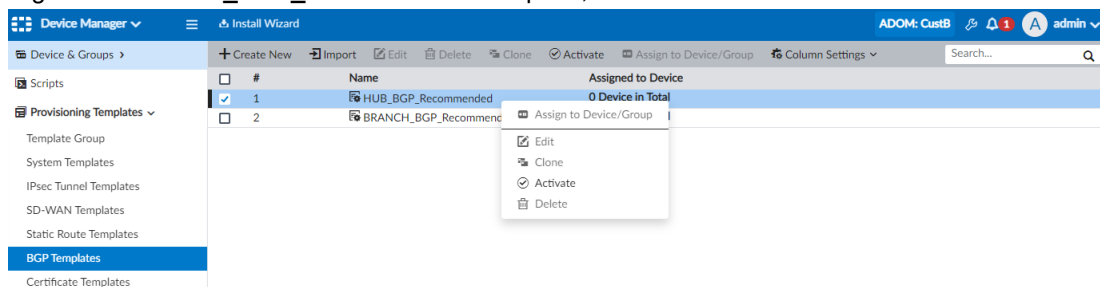 Device Manager
Install Wizard
ADOM: CustB
1
A
admin
Device & Groups
Create New
Import
Edit
Delete
Clone
Activate
Assign to Device/Group
Column Settings
Search...
Scripts
#
Name
Assigned to Device
1
HUB_BGP_Recommended
0 Device in Total
Provisioning Templates
2
BRANCH_BGP_Recommend
Assign to Device/Group
Template Group
Edit
System Templates
Clone
IPsec Tunnel Templates
Activate
SD-WAN Templates
Delete
Static Route Templates
BGP Templates
Certificate Templates